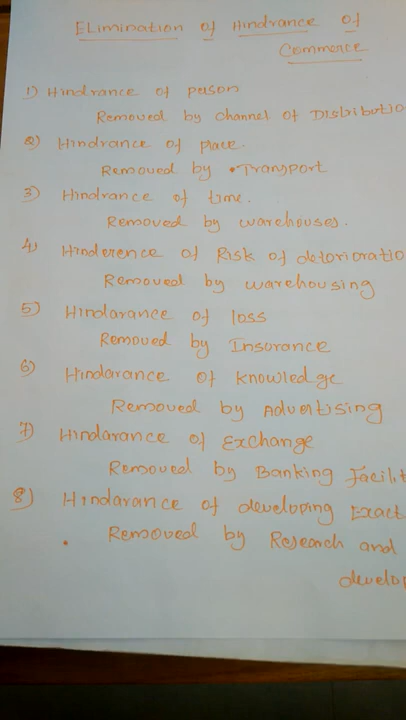 ELimination of Hindrance of
Commerce
1) Hindrance of person
Removed by channel of Distributio
2) Hindrance of place.
Removed by Transport
3) Hindrance of time.
Removed by warehouses.
4) Hinderence of Risk of detorioratio
Removed by warehousing
5) Hindarance of loss
Removed by Insorance
6) Hindarance of knowledge
Removed by Advertising
7) Hindarance of Exchange
Removed by Banking facilit
8) Hindarance of developing Exact
Removed by Research and
develop